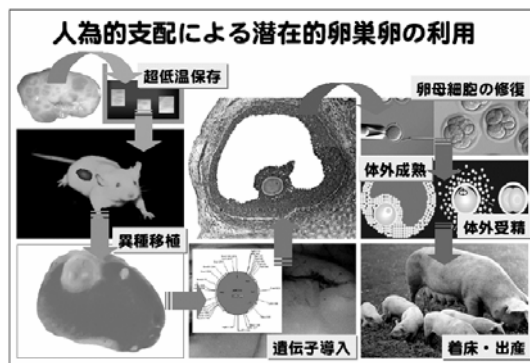 人為的支配による潜在的卵巣卵の利用
超低温保存
卵母細胞の修復
体外成熟
体外受精
異種移植
遺伝子導入
着床・出産